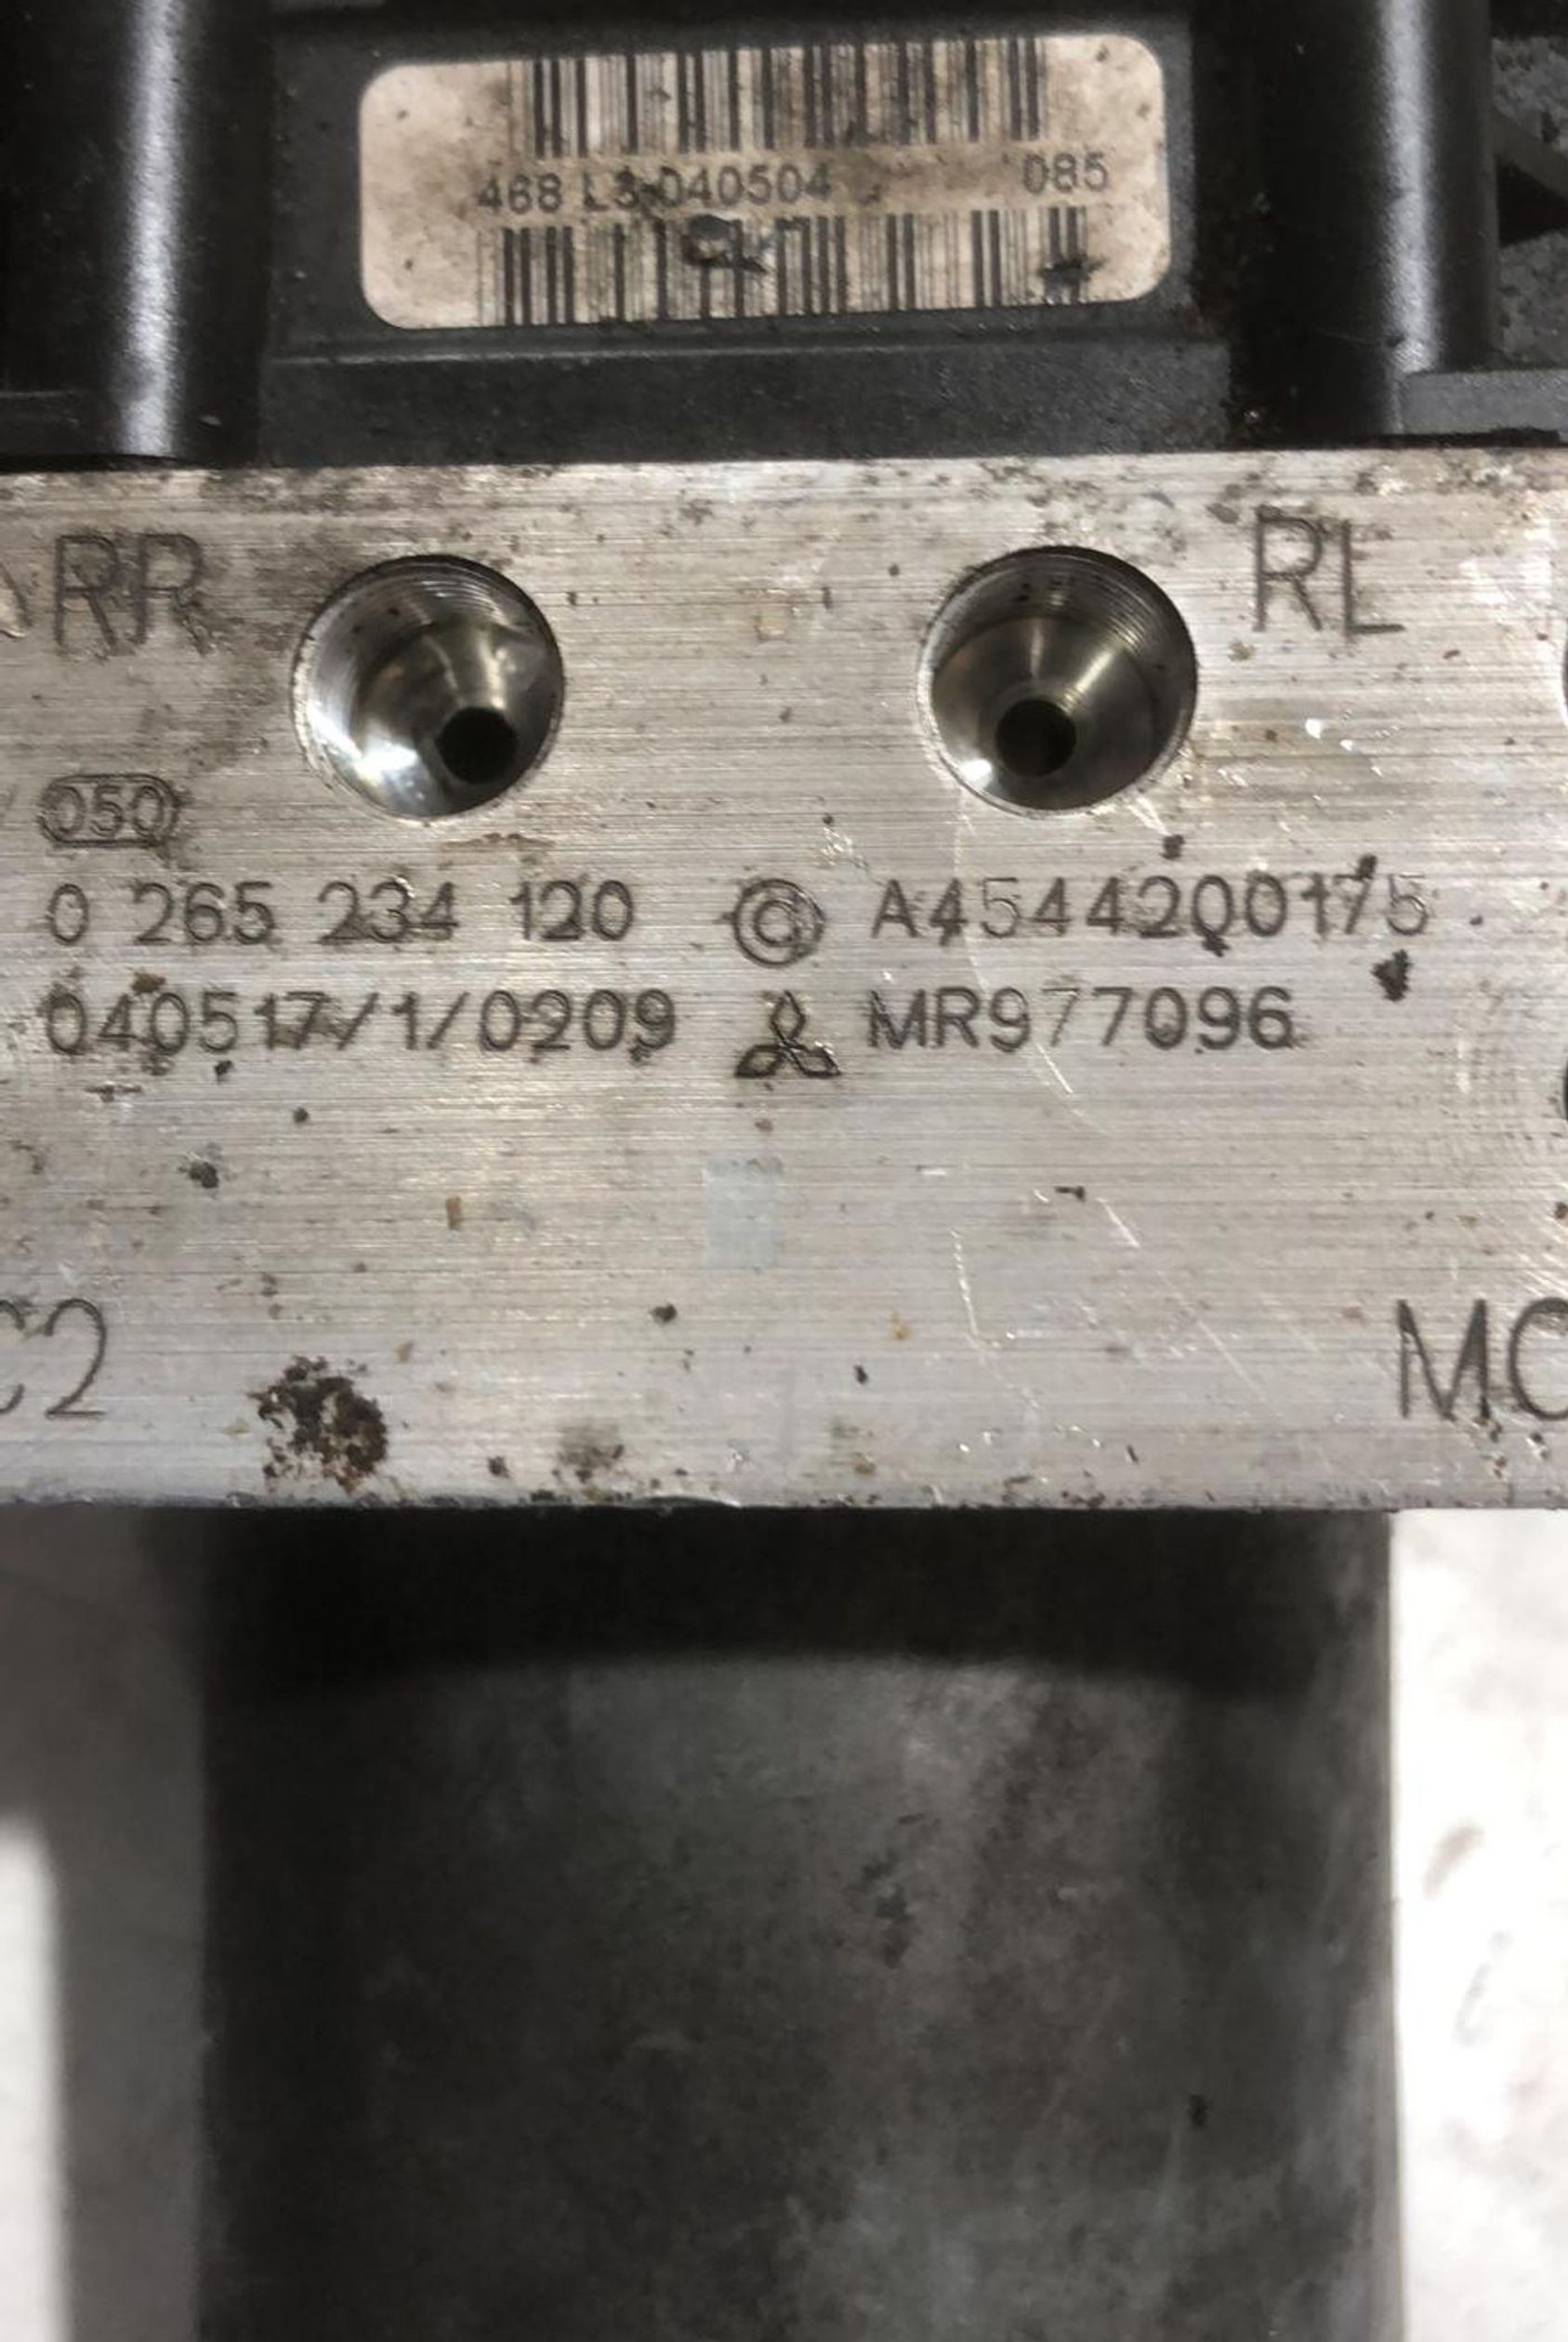 468 L3 040504 085
RR RL
050
0 265 234 120 A4544200175
040517/1/0209 MR977096
C2 MC